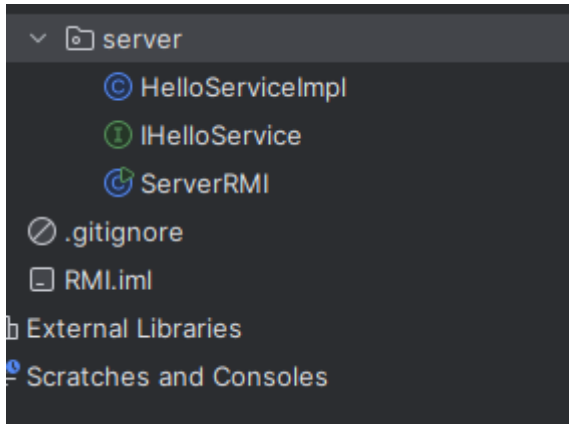 server
HelloServiceImpl
IHelloService
ServerRMI
.gitignore
RMI.iml
External Libraries
Scratches and Consoles